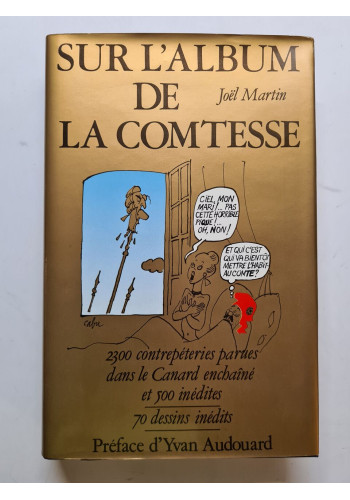 SUR L'ALBUM
DE
Joël Martin
LA COMTESSE
CIEL, MON
MARI!.. PAS
CETTE HORRIBLE
PIQUE!..
OH, NON!
ET QUI C'EST
QUI VA BIENTÔT
METTRE L'HABIT
AU COMTE?
cabu
2300 contrepéteries parues
dans le Canard enchaîné
et 500 inédites
70 dessins inédits
Préface d'Yvan Audouard